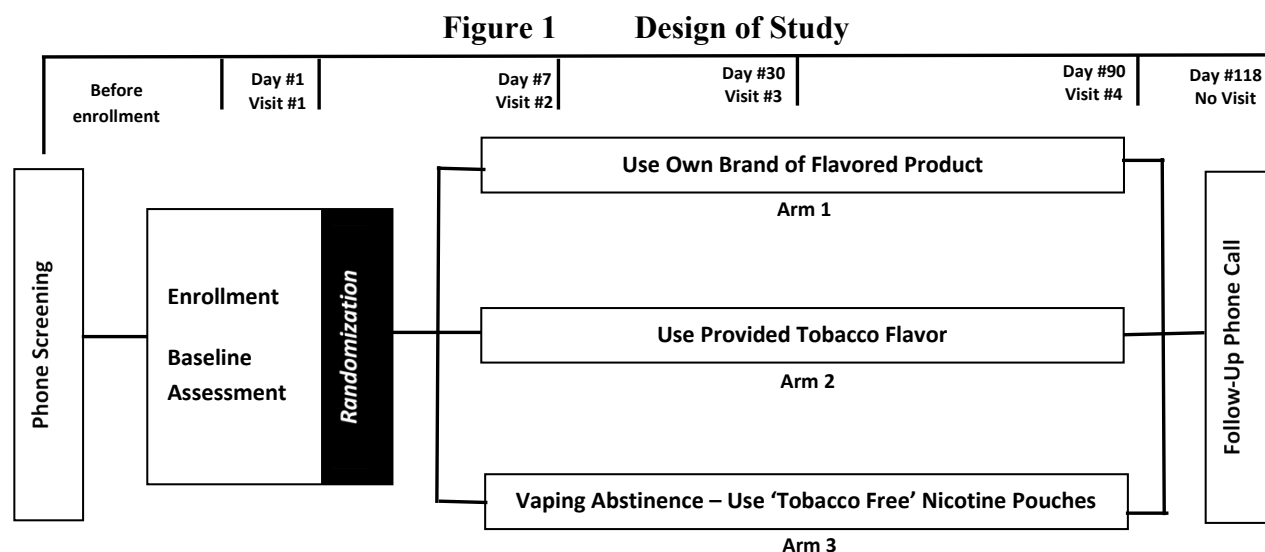 Figure 1 Design of Study
Before
enrollment
Day #1
Visit #1
Day #7
Visit #2
Day #30
Visit #3
Day #90
Visit #4
Day #118
No Visit
Phone Screening
Enrollment
Baseline
Assessment
Randomization
Use Own Brand of Flavored Product
Arm 1
Use Provided Tobacco Flavor
Arm 2
Vaping Abstinence – Use ‘Tobacco Free’ Nicotine Pouches
Arm 3
Follow-Up Phone Call